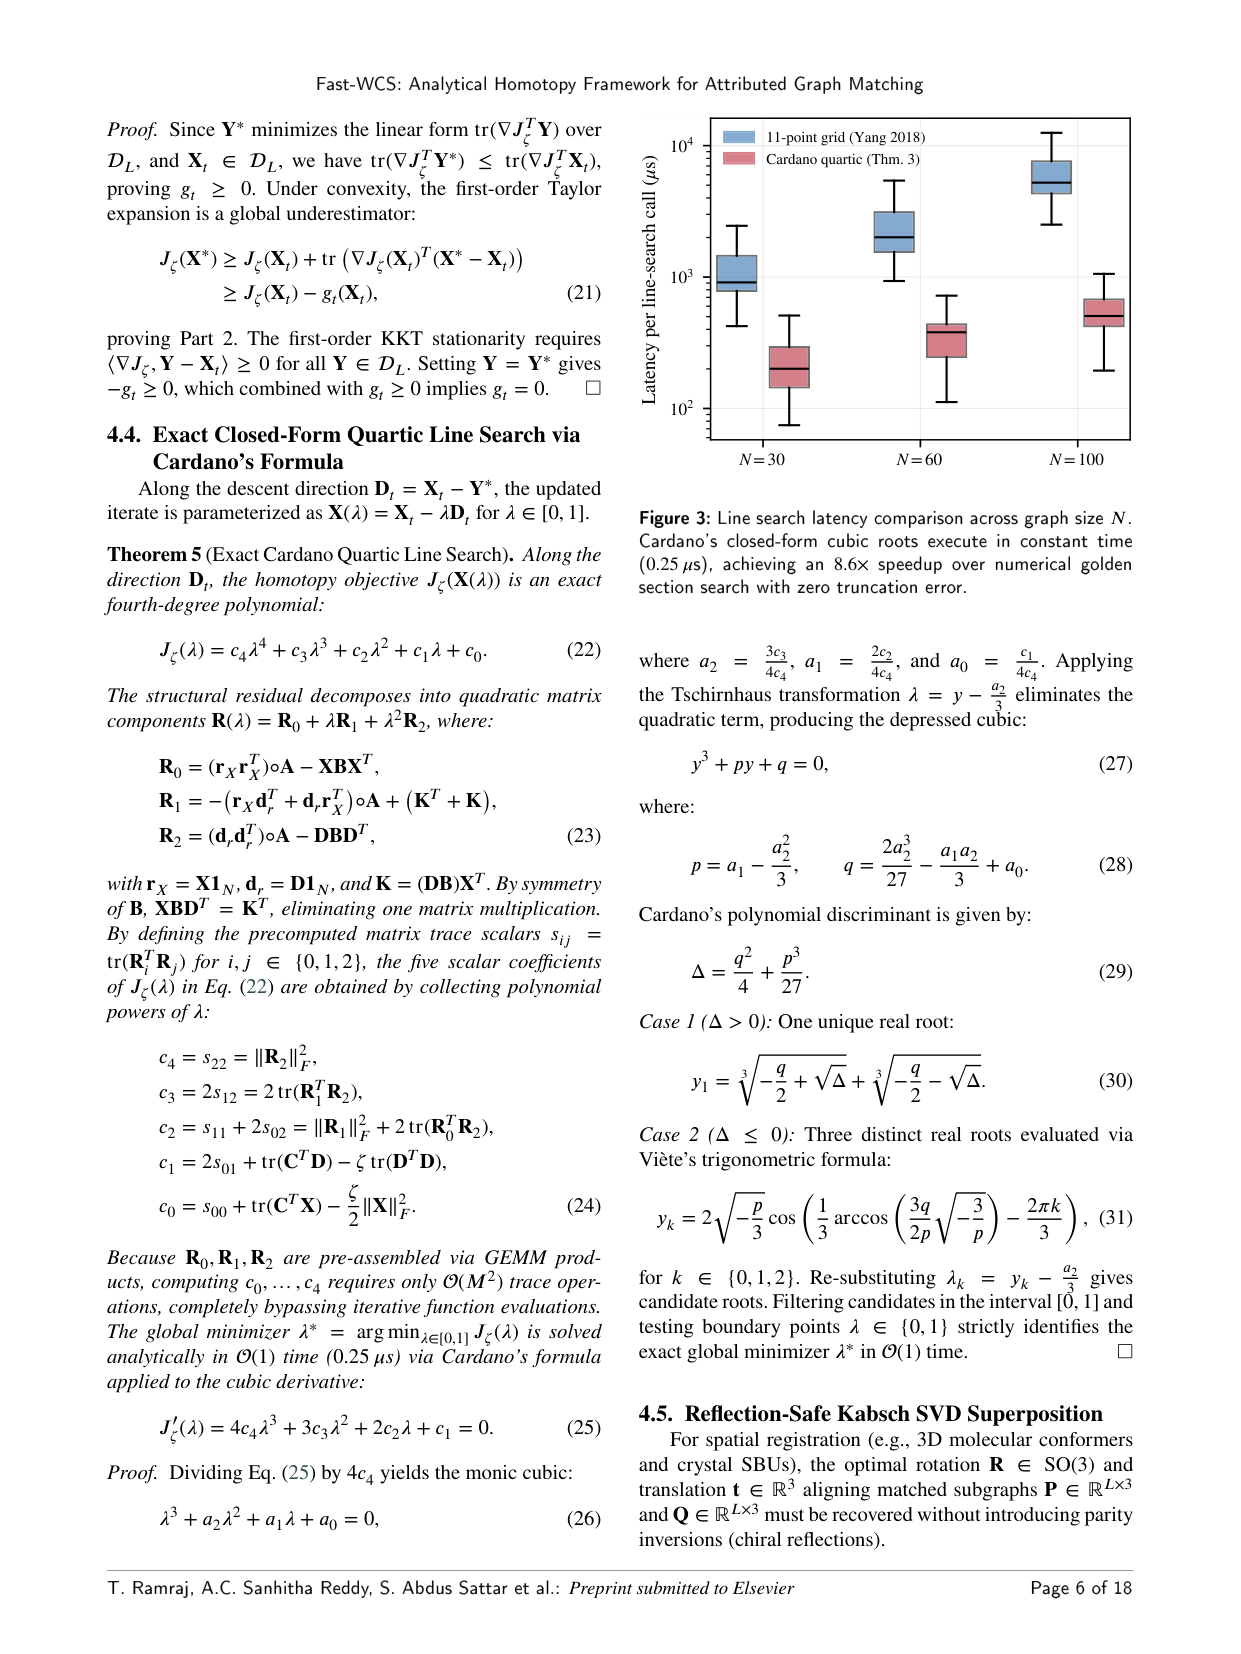 Fast-WCS: Analytical Homotopy Framework for Attributed Graph Matching
Proof. Since Y* minimizes the linear form tr(∇J_ζ^T Y) over
𝒟_L, and X_t ∈ 𝒟_L, we have tr(∇J_ζ^T Y*) ≤ tr(∇J_ζ^T X_t),
proving g_t ≥ 0. Under convexity, the first-order Taylor
expansion is a global underestimator:
J_ζ(X*) ≥ J_ζ(X_t) + tr (∇J_ζ(X_t)^T (X* − X_t))
≥ J_ζ(X_t) − g_t(X_t), (21)
proving Part 2. The first-order KKT stationarity requires
⟨∇J_ζ, Y − X_t⟩ ≥ 0 for all Y ∈ 𝒟_L. Setting Y = Y* gives
−g_t ≥ 0, which combined with g_t ≥ 0 implies g_t = 0. □
4.4. Exact Closed-Form Quartic Line Search via
Cardano's Formula
Along the descent direction D_t = X_t − Y*, the updated
iterate is parameterized as X(λ) = X_t − λD_t for λ ∈ [0, 1].
Theorem 5 (Exact Cardano Quartic Line Search). Along the
direction D_t, the homotopy objective J_ζ(X(λ)) is an exact
fourth-degree polynomial:
J_ζ(λ) = c_4λ^4 + c_3λ^3 + c_2λ^2 + c_1λ + c_0. (22)
The structural residual decomposes into quadratic matrix
components R(λ) = R_0 + λR_1 + λ^2R_2, where:
R_0 = (r_X r_X^T)∘A − XBX^T,
R_1 = −(r_X d_r^T + d_r r_X^T)∘A + (K^T + K),
R_2 = (d_r d_r^T)∘A − DBD^T, (23)
with r_X = X1_N, d_r = D1_N, and K = (DB)X^T. By symmetry
of B, XBD^T = K^T, eliminating one matrix multiplication.
By defining the precomputed matrix trace scalars s_ij =
tr(R_i^T R_j) for i, j ∈ {0, 1, 2}, the five scalar coefficients
of J_ζ(λ) in Eq. (22) are obtained by collecting polynomial
powers of λ:
c_4 = s_22 = ‖R_2‖_F^2,
c_3 = 2s_12 = 2 tr(R_1^T R_2),
c_2 = s_11 + 2s_02 = ‖R_1‖_F^2 + 2 tr(R_0^T R_2),
c_1 = 2s_01 + tr(C^T D) − ζ tr(D^T D),
c_0 = s_00 + tr(C^T X) − ζ/2 ‖X‖_F^2. (24)
Because R_0, R_1, R_2 are pre-assembled via GEMM prod-
ucts, computing c_0, … , c_4 requires only 𝒪(M^2) trace oper-
ations, completely bypassing iterative function evaluations.
The global minimizer λ* = arg min_{λ∈[0,1]} J_ζ(λ) is solved
analytically in 𝒪(1) time (0.25 μs) via Cardano's formula
applied to the cubic derivative:
J′_ζ(λ) = 4c_4λ^3 + 3c_3λ^2 + 2c_2λ + c_1 = 0. (25)
Proof. Dividing Eq. (25) by 4c_4 yields the monic cubic:
λ^3 + a_2λ^2 + a_1λ + a_0 = 0, (26)
Latency per line-search call (μs)
10^4
10^3
10^2
11-point grid (Yang 2018)
Cardano quartic (Thm. 3)
N=30 N=60 N=100
Figure 3: Line search latency comparison across graph size N.
Cardano's closed-form cubic roots execute in constant time
(0.25 μs), achieving an 8.6× speedup over numerical golden
section search with zero truncation error.
where a_2 = 3c_3/4c_4, a_1 = 2c_2/4c_4, and a_0 = c_1/4c_4. Applying
the Tschirnhaus transformation λ = y − a_2/3 eliminates the
quadratic term, producing the depressed cubic:
y^3 + py + q = 0, (27)
where:
p = a_1 − a_2^2/3, q = 2a_2^3/27 − a_1a_2/3 + a_0. (28)
Cardano's polynomial discriminant is given by:
Δ = q^2/4 + p^3/27. (29)
Case 1 (Δ > 0): One unique real root:
y_1 = ∛(−q/2 + √Δ) + ∛(−q/2 − √Δ). (30)
Case 2 (Δ ≤ 0): Three distinct real roots evaluated via
Viète's trigonometric formula:
y_k = 2√(−p/3) cos (1/3 arccos (3q/2p √(−3/p)) − 2πk/3), (31)
for k ∈ {0, 1, 2}. Re-substituting λ_k = y_k − a_2/3 gives
candidate roots. Filtering candidates in the interval [0, 1] and
testing boundary points λ ∈ {0, 1} strictly identifies the
exact global minimizer λ* in 𝒪(1) time. □
4.5. Reflection-Safe Kabsch SVD Superposition
For spatial registration (e.g., 3D molecular conformers
and crystal SBUs), the optimal rotation R ∈ SO(3) and
translation t ∈ ℝ^3 aligning matched subgraphs P ∈ ℝ^{L×3}
and Q ∈ ℝ^{L×3} must be recovered without introducing parity
inversions (chiral reflections).
T. Ramraj, A.C. Sanhitha Reddy, S. Abdus Sattar et al.: Preprint submitted to Elsevier Page 6 of 18